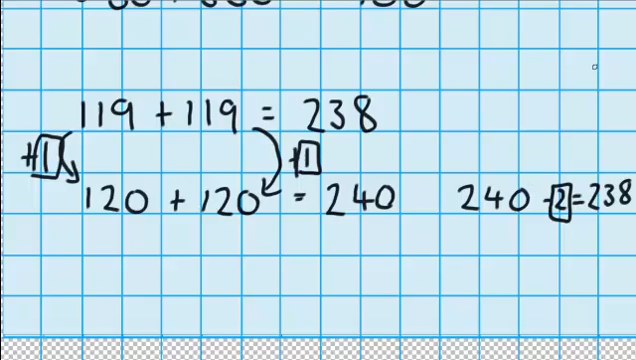 119 + 119 = 238
+1 +1
120 + 120 = 240 240 - 2 = 238